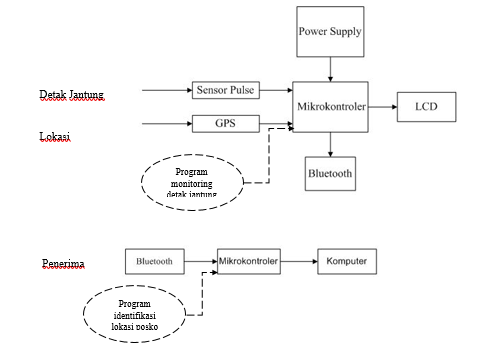 Power Supply
Detak Jantung
Sensor Pulse
Mikrokontroler
LCD
GPS
Lokasi
Program
monitoring
detak jantung
Bluetooth
Penerima
Bluetooth
Mikrokontroler
Komputer
Program
identifikasi
lokasi posko